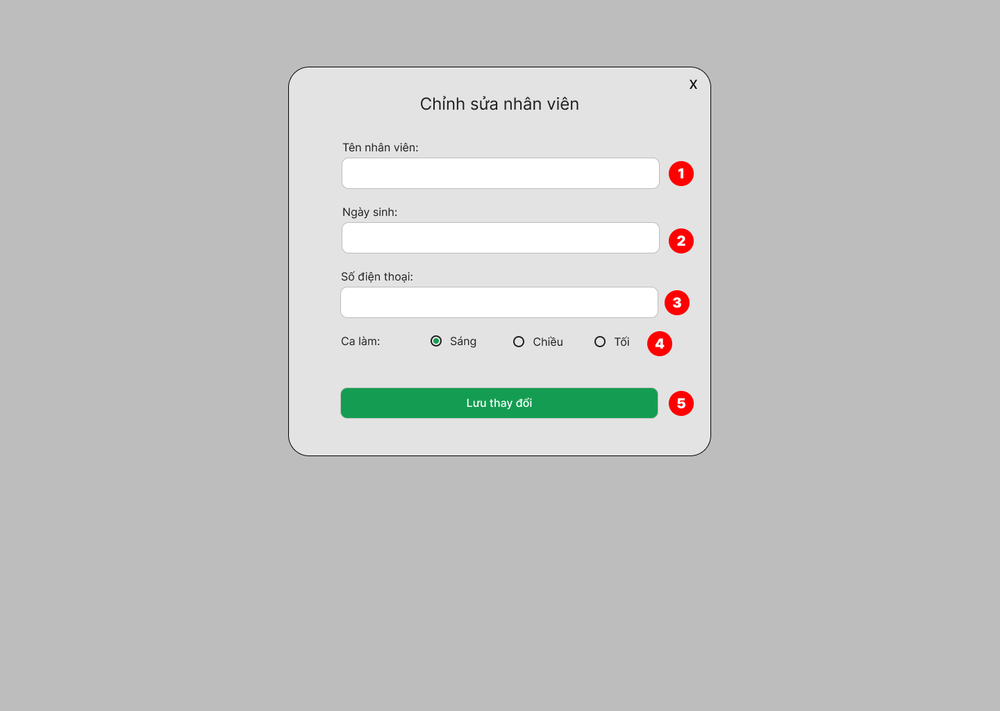 X
Chỉnh sửa nhân viên
Tên nhân viên:
1
Ngày sinh:
2
Số điện thoại:
3
Ca làm: Sáng Chiều Tối 4
Lưu thay đổi 5